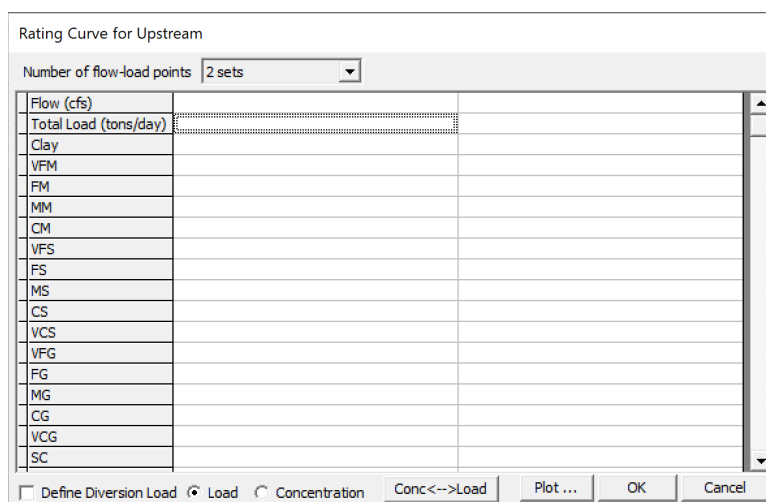 Rating Curve for Upstream
Number of flow-load points 2 sets
Flow (cfs)
Total Load (tons/day)
Clay
VFM
FM
MM
CM
VFS
FS
MS
CS
VCS
VFG
FG
MG
CG
VCG
SC
Define Diversion Load Load Concentration Conc<-->Load Plot ... OK Cancel